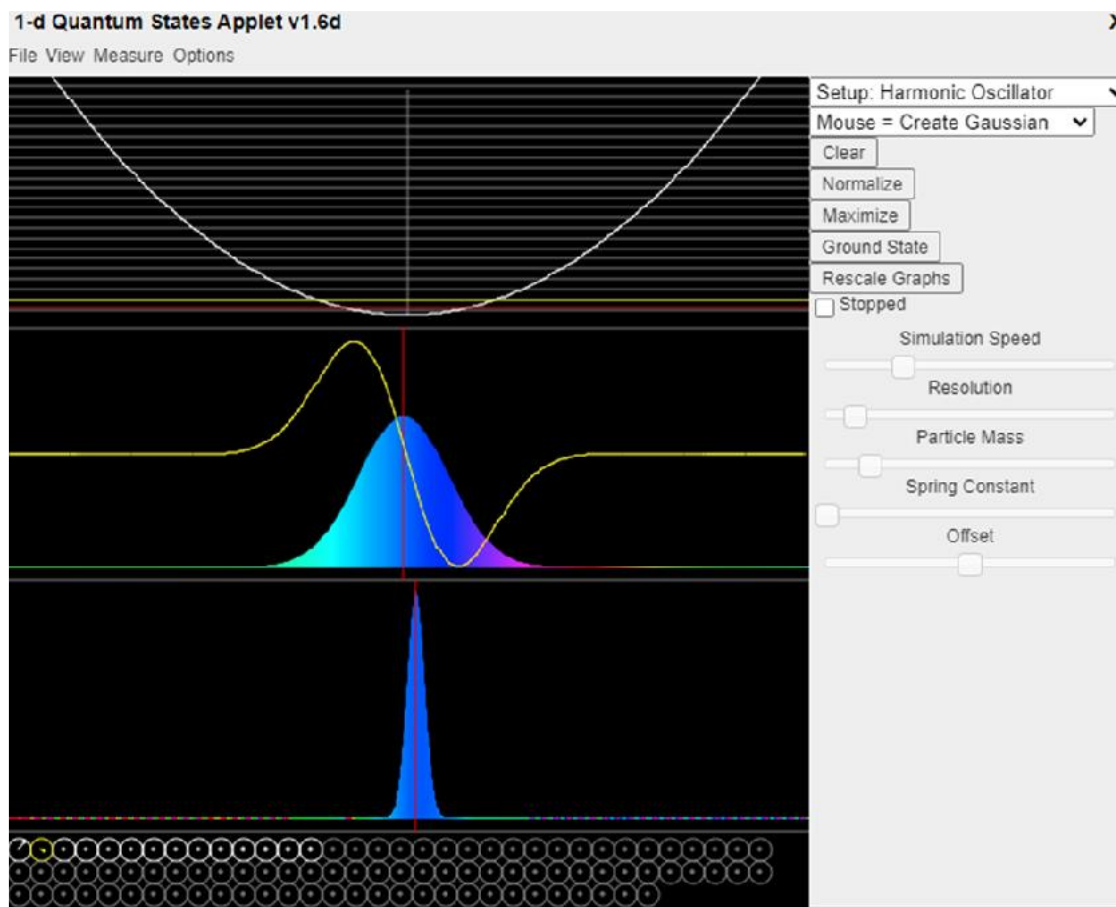 1-d Quantum States Applet v1.6d
File View Measure Options
Setup: Harmonic Oscillator
Mouse = Create Gaussian
Clear
Normalize
Maximize
Ground State
Rescale Graphs
Stopped
Simulation Speed
Resolution
Particle Mass
Spring Constant
Offset